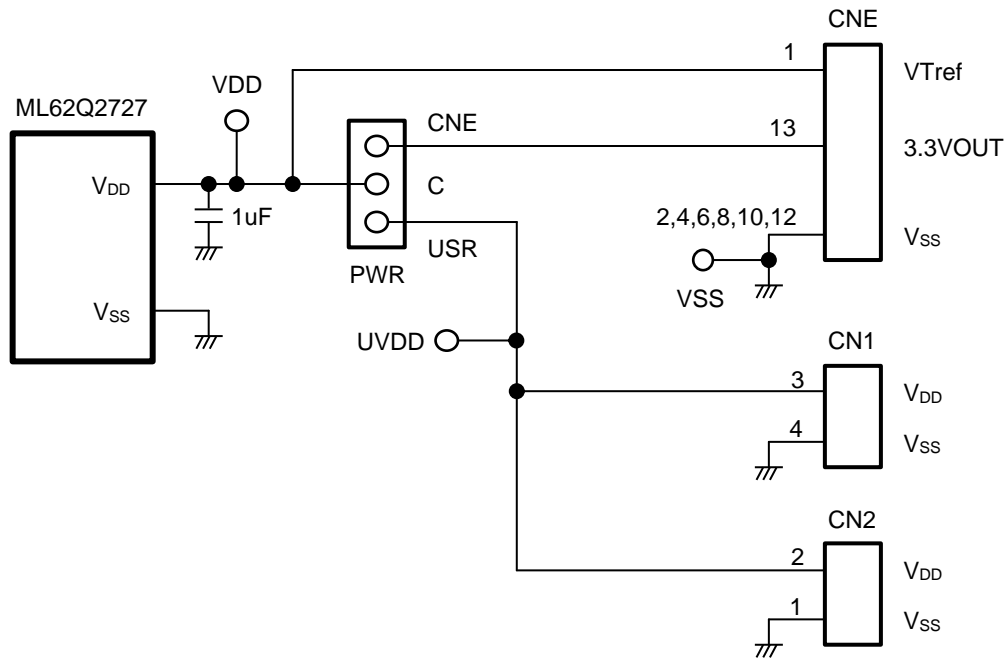 CNE
1
VTref
VDD
ML62Q2727
CNE
13
3.3VOUT
VDD
C
1uF
2,4,6,8,10,12
USR
VSS
PWR
VSS
VSS
UVDD
CN1
3
VDD
4
VSS
CN2
2
VDD
1
VSS